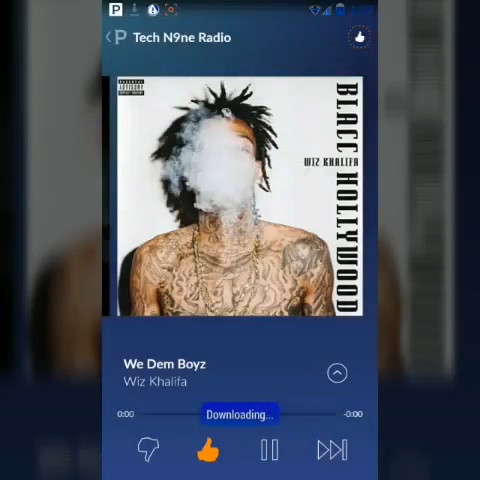 P
P Tech N9ne Radio
PARENTAL
ADVISORY
EXPLICIT CONTENT
BLACC HOLLYWOOD
WIZ KHALIFA
We Dem Boyz
Wiz Khalifa
0:00
Downloading...
-0:00